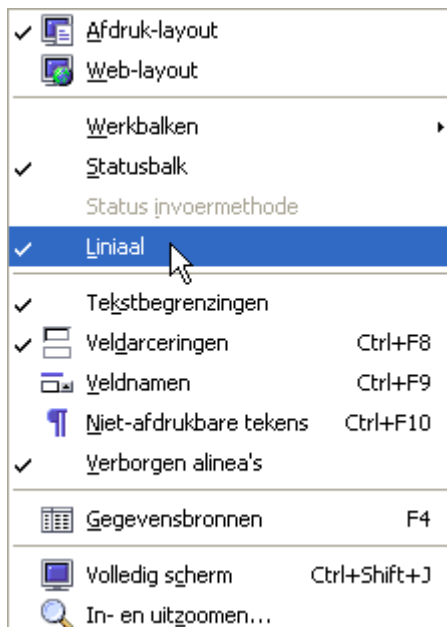 Afdruk-layout
Web-layout
Werkbalken
Statusbalk
Status invoermethode
Liniaal
Tekstbegrenzingen
Veldarceringen Ctrl+F8
Veldnamen Ctrl+F9
Niet-afdrukbare tekens Ctrl+F10
Verborgen alinea's
Gegevensbronnen F4
Volledig scherm Ctrl+Shift+J
In- en uitzoomen...